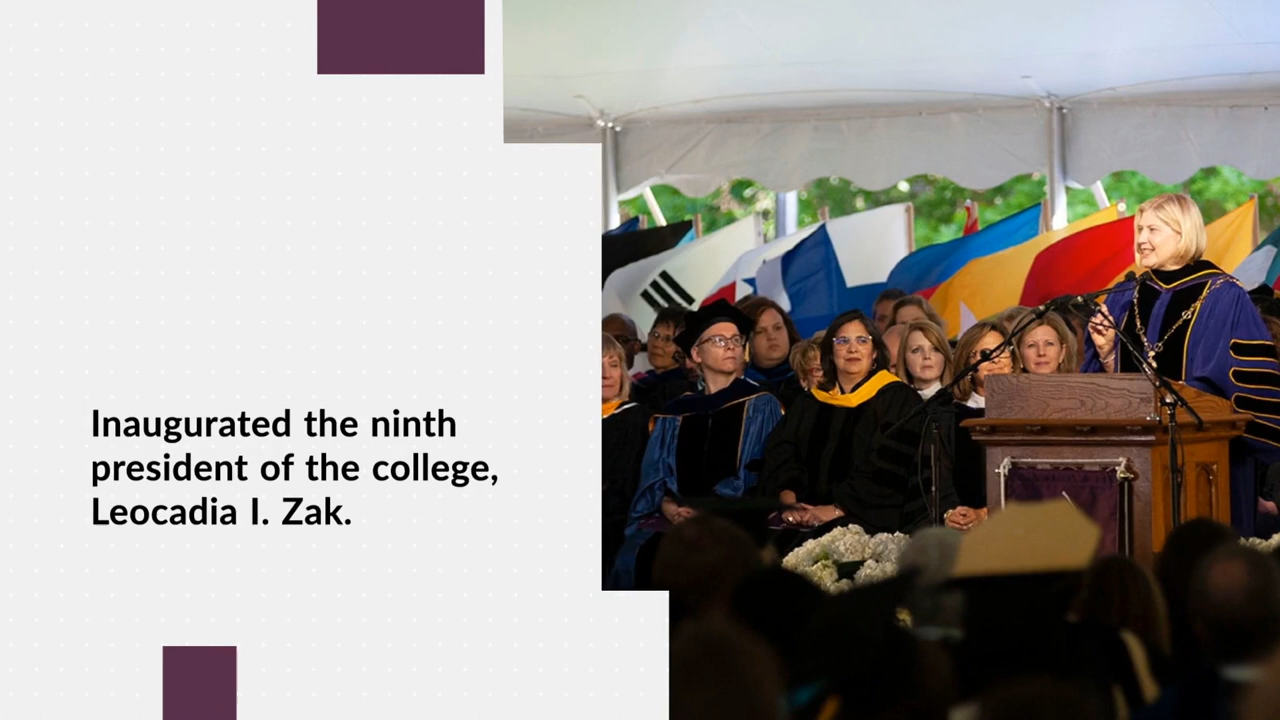 Inaugurated the ninth
president of the college,
Leocadia I. Zak.